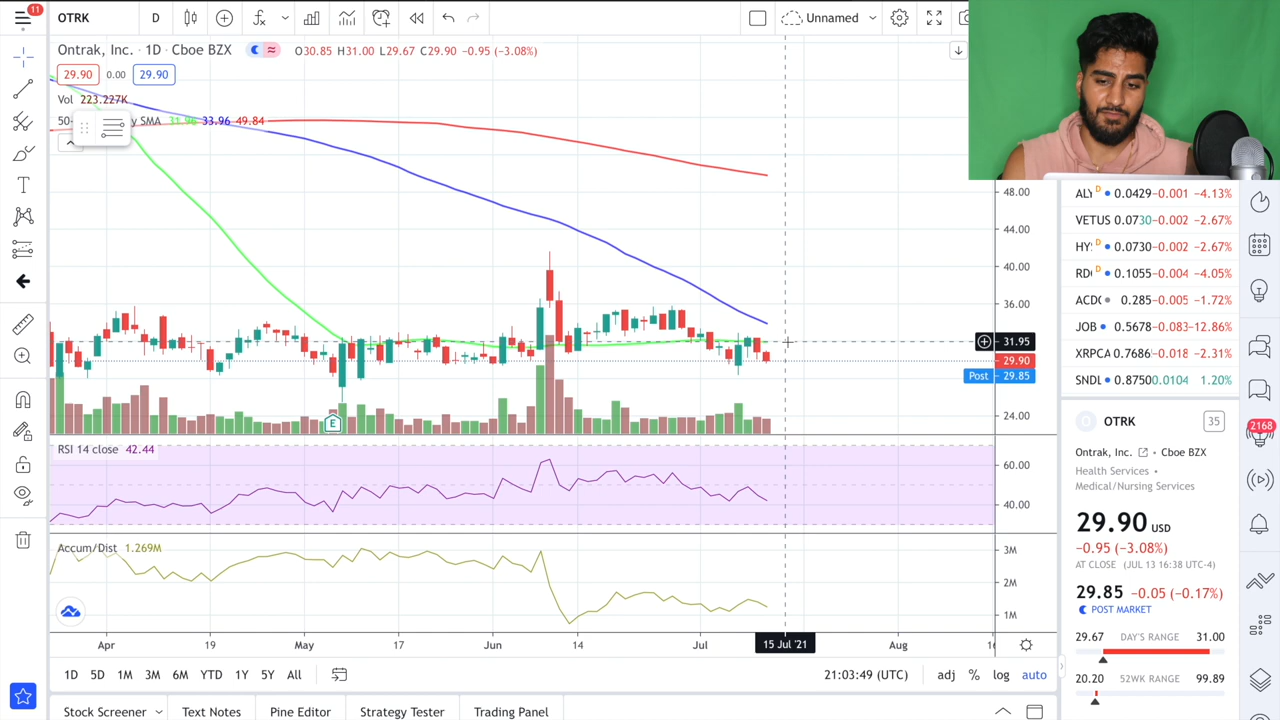 11
OTRK
D
Unnamed
Ontrak, Inc. · 1D · Cboe BZX
O30.85 H31.00 L29.67 C29.90 -0.95 (-3.08%)
29.90 0.00 29.90
Vol 223.227K
50- y SMA 31.96 33.96 49.84
48.00
44.00
40.00
36.00
31.95
29.90
Post 29.85
24.00
E
RSI 14 close 42.44
60.00
40.00
Accum/Dist 1.269M
3M
2M
1M
Apr 19 May 17 Jun 14 Jul 15 Jul '21 Aug
1D 5D 1M 3M 6M YTD 1Y 5Y All
21:03:49 (UTC) adj % log auto
Stock Screener Text Notes Pine Editor Strategy Tester Trading Panel
ALY D 0.0429 -0.001 -4.13%
VETUS 0.0730 -0.002 -2.67%
HY D 0.0730 -0.002 -2.67%
RD D 0.1055 -0.004 -4.05%
ACD 0.285 -0.005 -1.72%
JOB 0.5678 -0.083 -12.86%
XRPCA 0.7686 -0.018 -2.31%
SNDL 0.8750 0.0104 1.20%
OTRK 35
2168
Ontrak, Inc. · Cboe BZX
Health Services ·
Medical/Nursing Services
29.90 USD
-0.95 (-3.08%)
AT CLOSE (JUL 13 16:38 UTC-4)
29.85 -0.05 (-0.17%)
POST MARKET
29.67 DAY'S RANGE 31.00
20.20 52WK RANGE 99.89